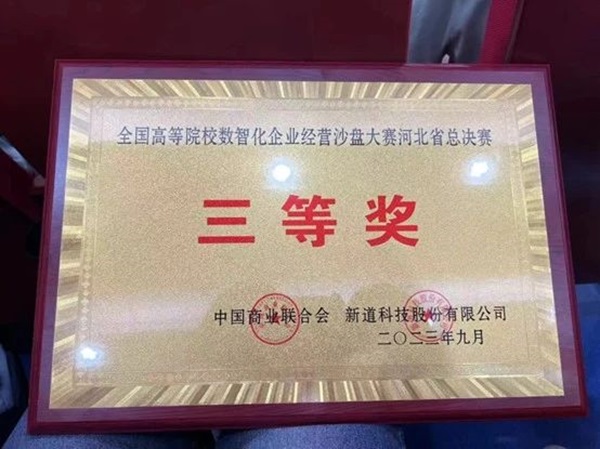 全国高等院校数智化企业经营沙盘大赛河北省总决赛
三等奖
中国商业联合会 新道科技股份有限公司
二〇二三年九月